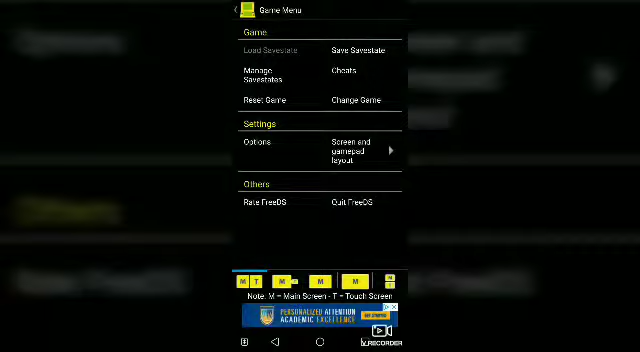 Game Menu
Game
Load Savestate
Save Savestate
Manage
Savestates
Cheats
Reset Game
Change Game
Settings
Options
Screen and
gamepad
layout
Others
Rate FreeDS
Quit FreeDS
M T
M
M
M
M
Note: M = Main Screen - T = Touch Screen
PERSONALIZED ATTENTION
ACADEMIC EXCELLENCE
V.RECORDER